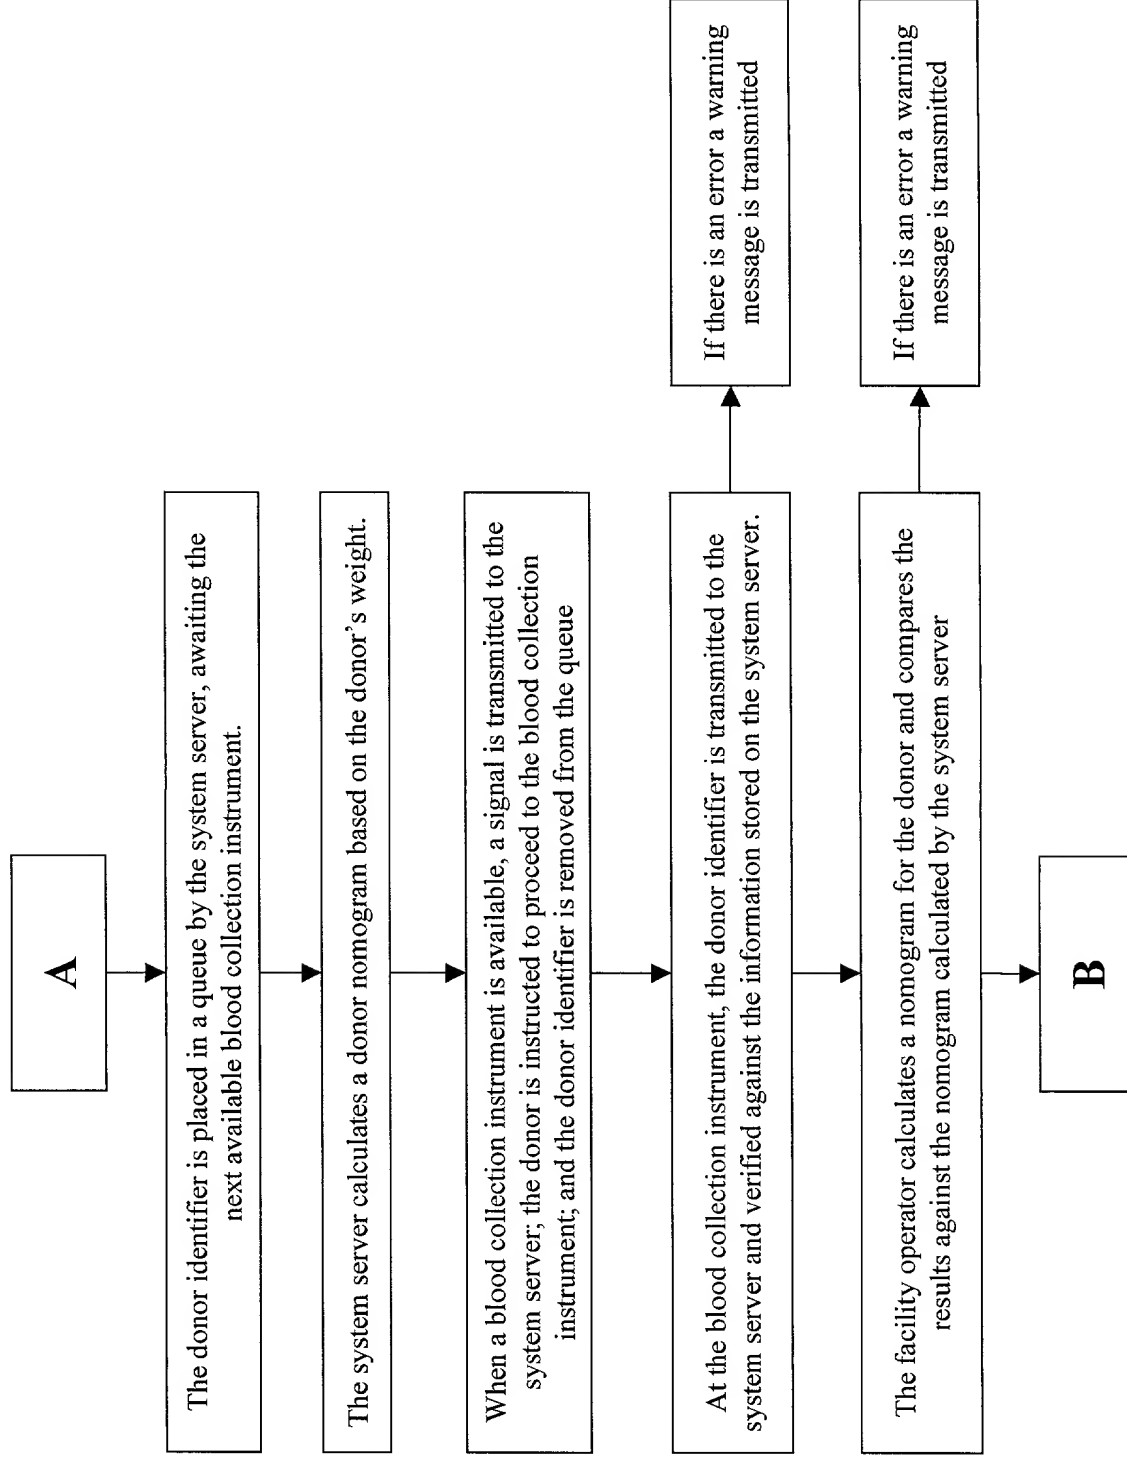 A
The donor identifier is placed in a queue by the system server, awaiting the
next available blood collection instrument.
The system server calculates a donor nomogram based on the donor's weight.
When a blood collection instrument is available, a signal is transmitted to the
system server; the donor is instructed to proceed to the blood collection
instrument; and the donor identifier is removed from the queue
At the blood collection instrument, the donor identifier is transmitted to the
system server and verified against the information stored on the system server.
If there is an error a warning
message is transmitted
The facility operator calculates a nomogram for the donor and compares the
results against the nomogram calculated by the system server
If there is an error a warning
message is transmitted
B